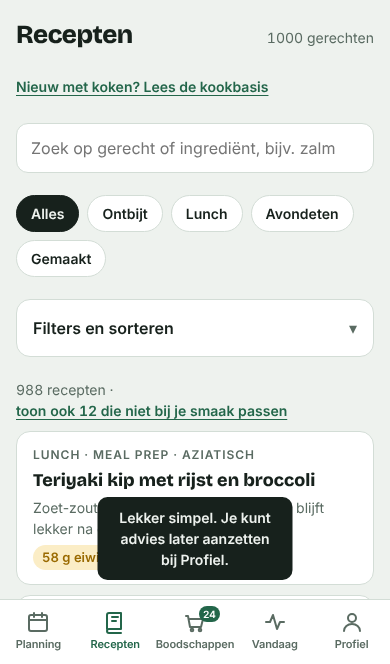 Recepten
1000 gerechten
Nieuw met koken? Lees de kookbasis
Zoek op gerecht of ingrediënt, bijv. zalm
Alles
Ontbijt
Lunch
Avondeten
Gemaakt
Filters en sorteren
988 recepten ·
toon ook 12 die niet bij je smaak passen
LUNCH · MEAL PREP · AZIATISCH
Teriyaki kip met rijst en broccoli
blijft
lekker na
58 g
Lekker simpel. Je kunt
advies later aanzetten
bij Profiel.
24
Planning
Recepten
Boodschappen
Vandaag
Profiel